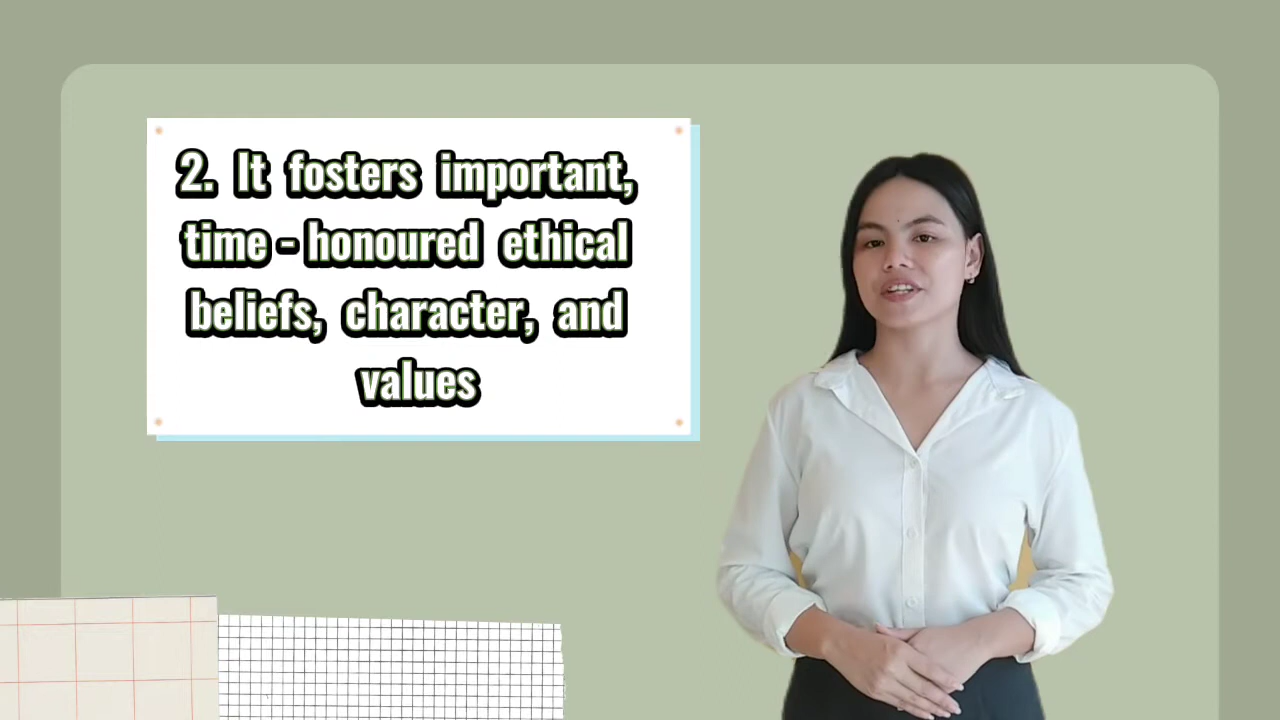 2. It fosters important,
time - honoured ethical
beliefs, character, and
values